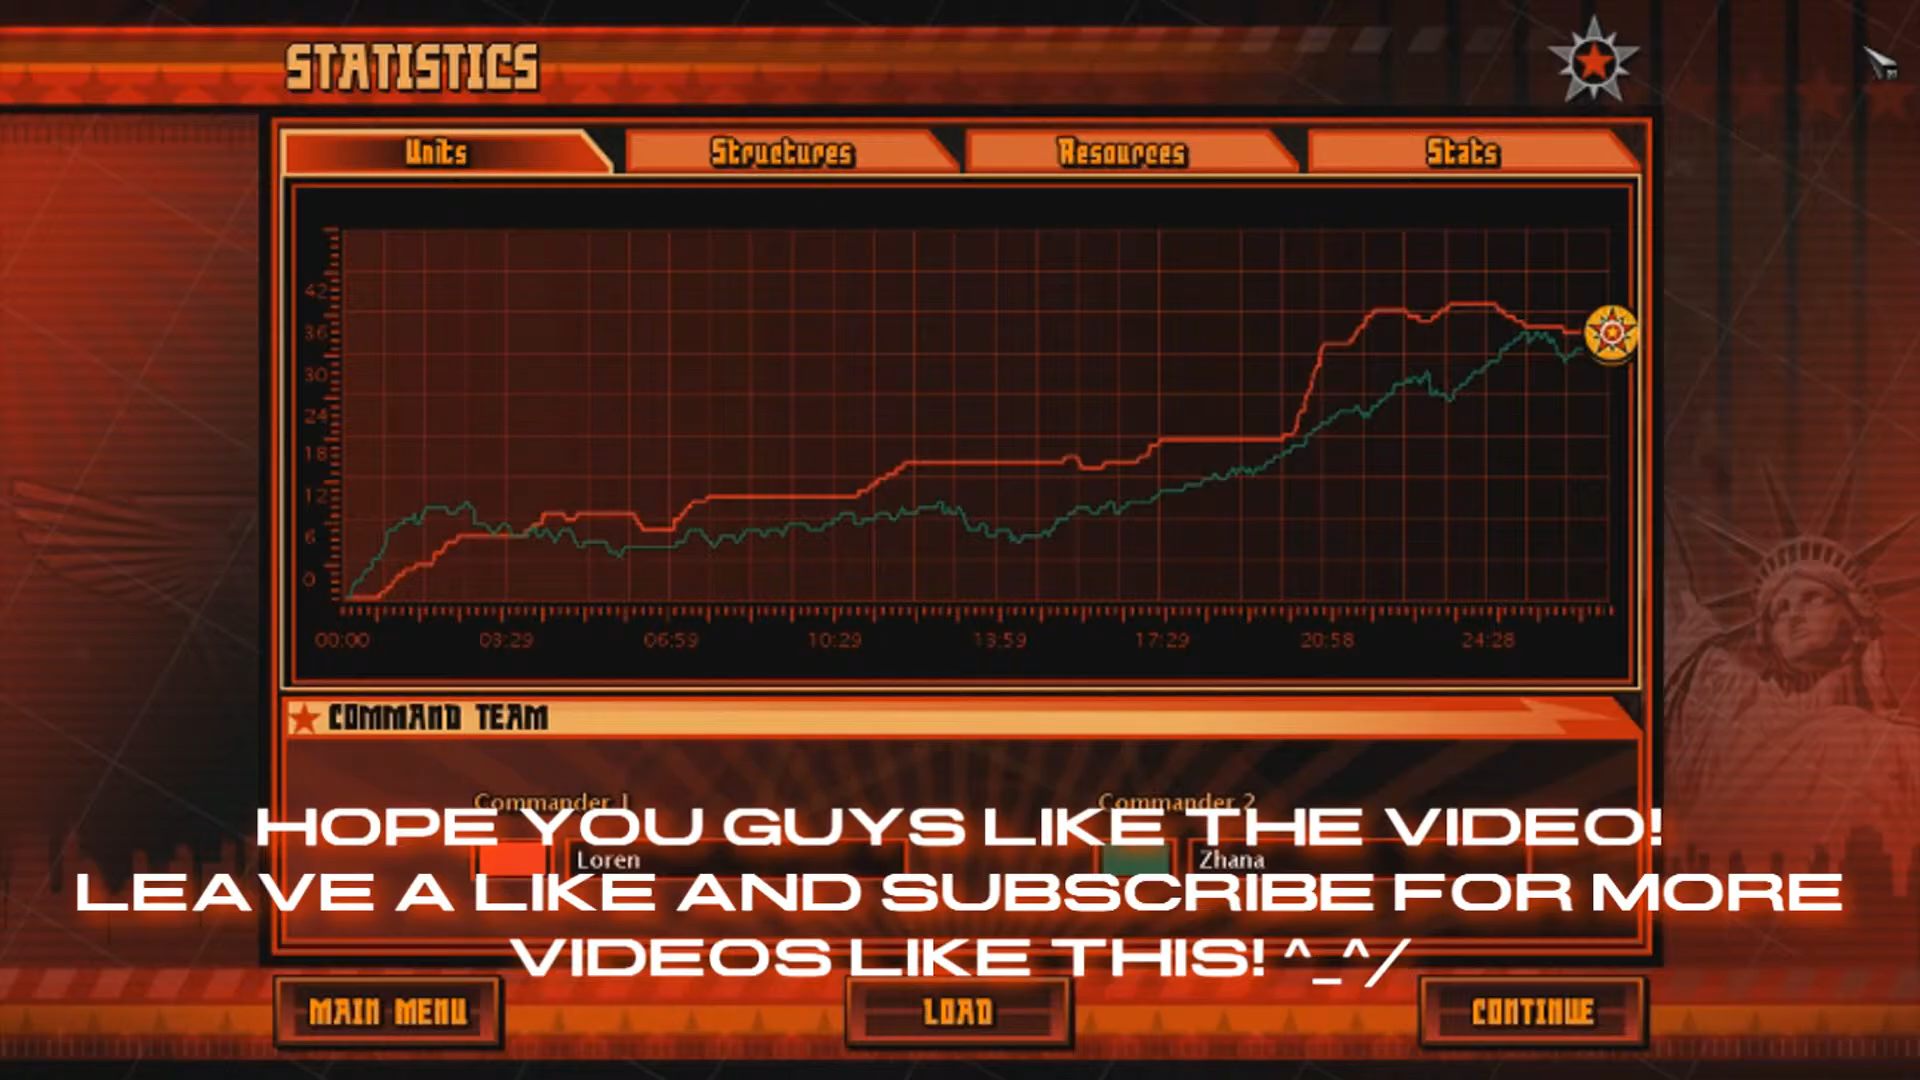 STATISTICS
Units
Structures
Resources
Stats
42
36
30
24
18
12
6
0
00:00 03:29 06:59 10:29 13:59 17:29 20:58 24:28
COMMAND TEAM
Commander 1
Commander 2
HOPE YOU GUYS LIKE THE VIDEO!
Loren
Zhana
LEAVE A LIKE AND SUBSCRIBE FOR MORE
VIDEOS LIKE THIS! ^_^/
MAIN MENU
LOAD
CONTINUE